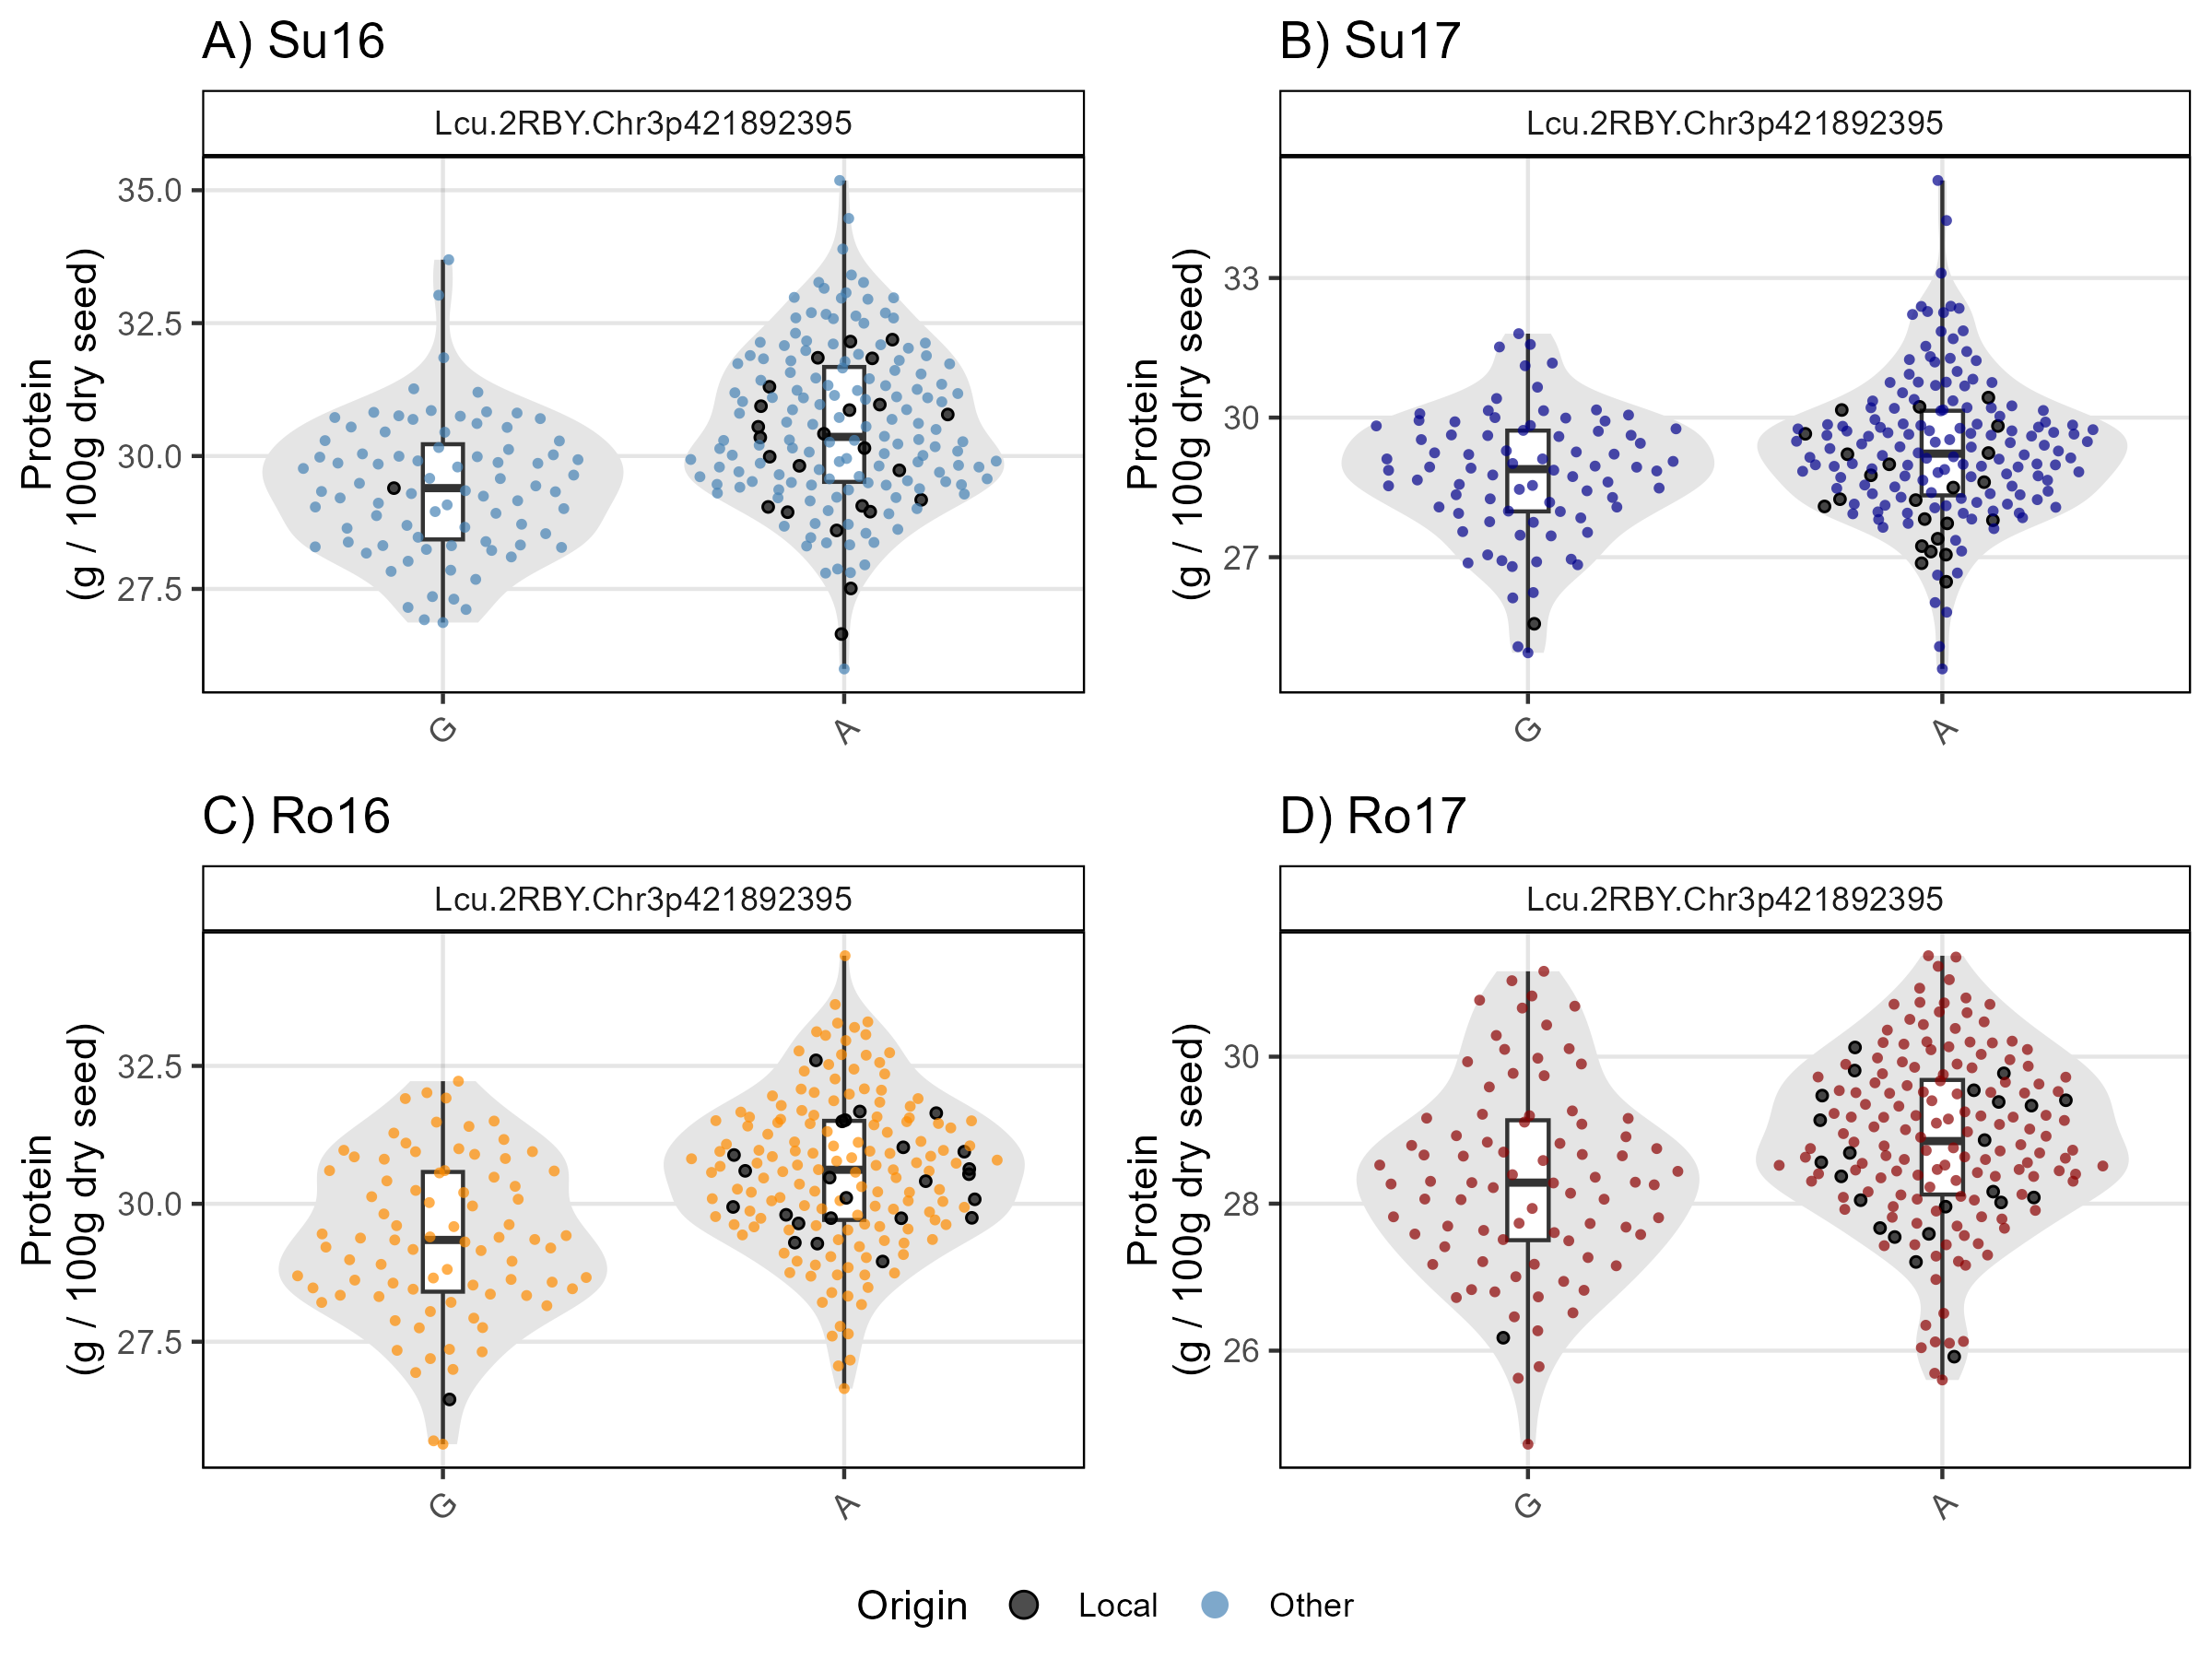 A) Su16
Lcu.2RBY.Chr3p421892395
Protein
(g / 100g dry seed)
35.0
32.5
30.0
27.5
G
A
B) Su17
Lcu.2RBY.Chr3p421892395
Protein
(g / 100g dry seed)
33
30
27
G
A
C) Ro16
Lcu.2RBY.Chr3p421892395
Protein
(g / 100g dry seed)
32.5
30.0
27.5
G
A
D) Ro17
Lcu.2RBY.Chr3p421892395
Protein
(g / 100g dry seed)
30
28
26
G
A
Origin Local Other